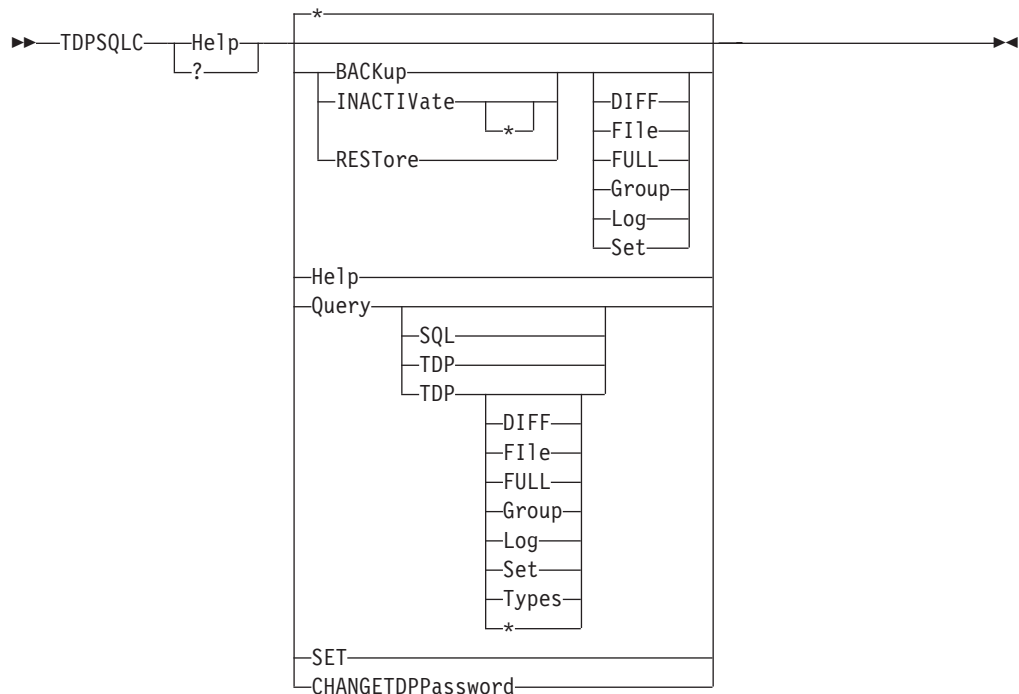 *
TDPSQLC Help
?
BACKup
INACTIVate DIFF
* FIle
RESTore FULL
Group
Log
Set
Help
Query
SQL
TDP
TDP
DIFF
FIle
FULL
Group
Log
Set
Types
*
SET
CHANGETDPPassword